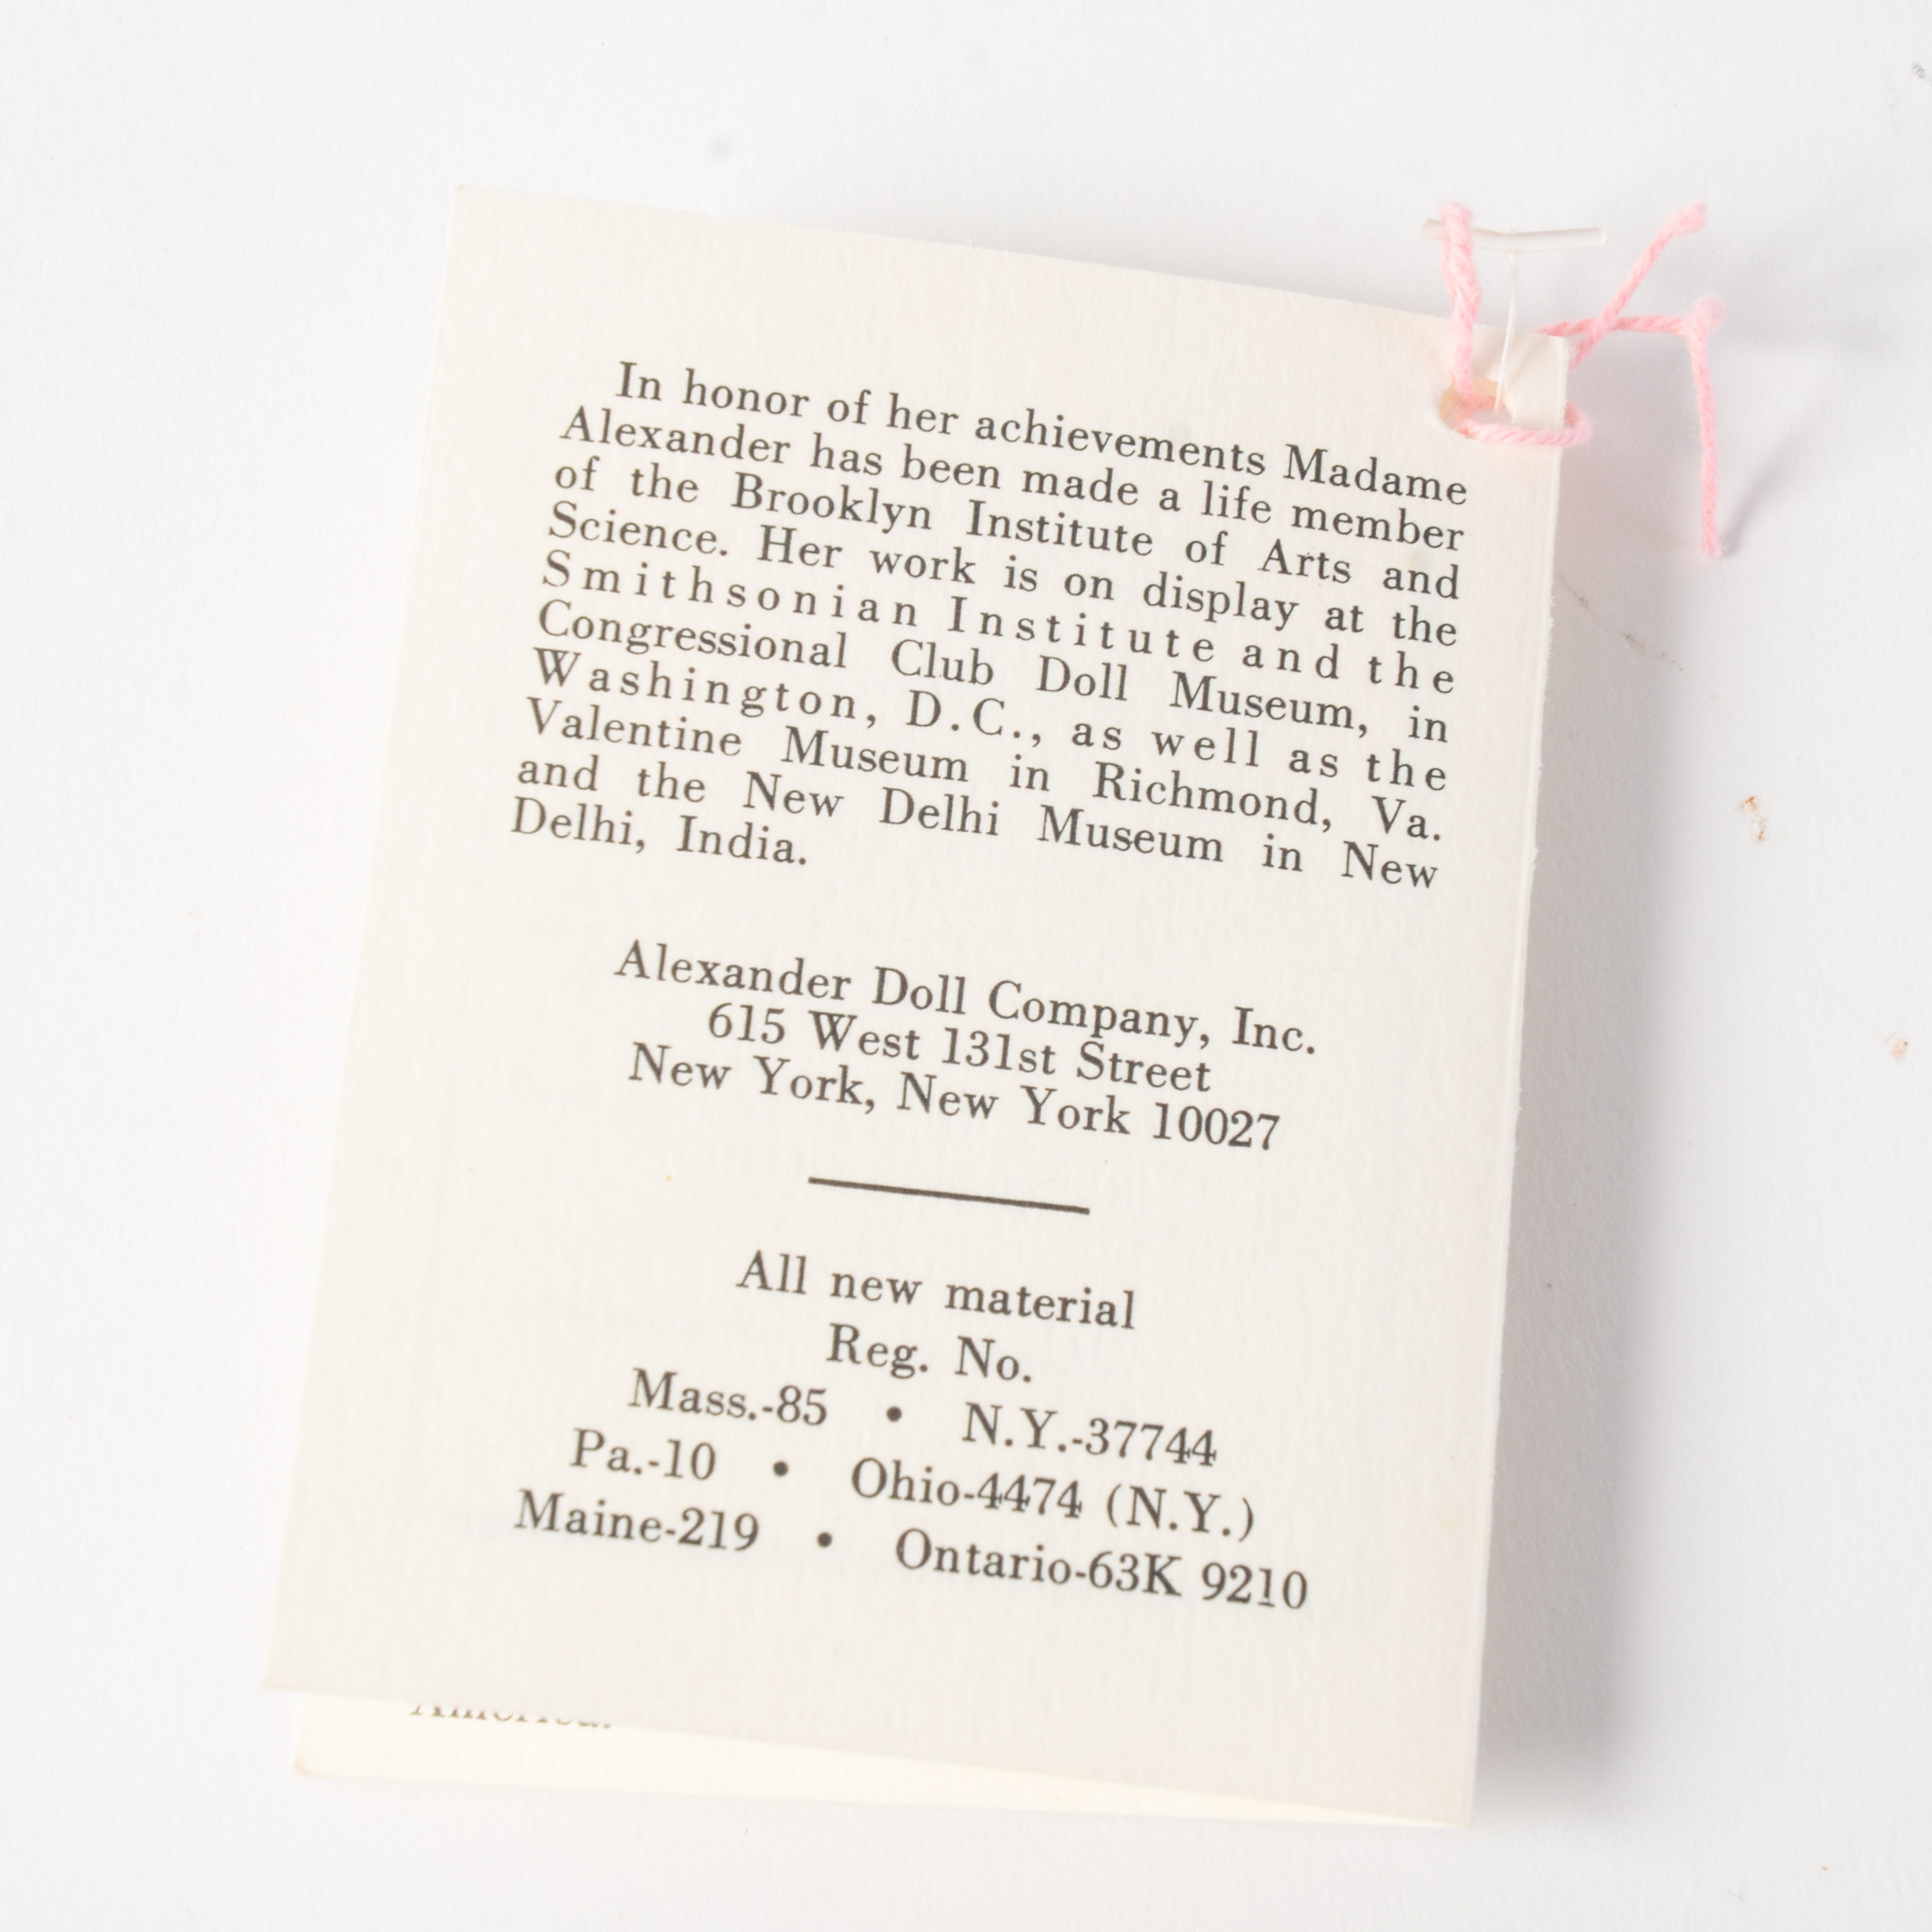 In honor of her achievements Madame
Alexander has been made a life member
of the Brooklyn Institute of Arts and
Science. Her work is on display at the
Smithsonian Institute and the
Congressional Club Doll Museum, in
Washington, D.C., as well as the
Valentine Museum in Richmond, Va.
and the New Delhi Museum in New
Delhi, India.
Alexander Doll Company, Inc.
615 West 131st Street
New York, New York 10027
All new material
Reg. No.
Mass.-85 • N.Y.-37744
Pa.-10 • Ohio-4474 (N.Y.)
Maine-219 • Ontario-63K 9210